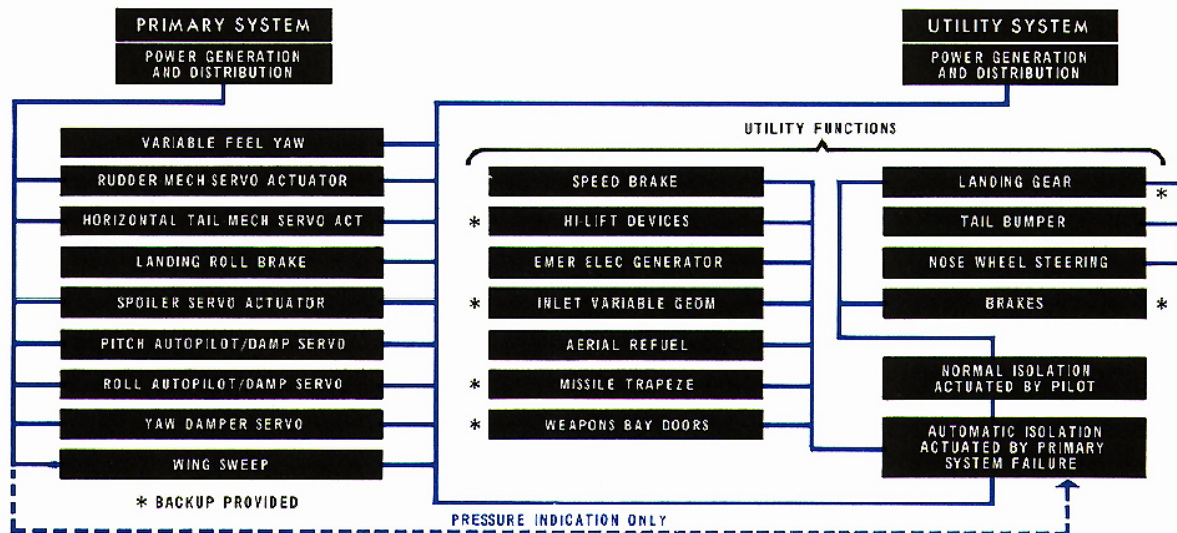 PRIMARY SYSTEM
POWER GENERATION
AND DISTRIBUTION
UTILITY SYSTEM
POWER GENERATION
AND DISTRIBUTION
VARIABLE FEEL YAW
RUDDER MECH SERVO ACTUATOR
HORIZONTAL TAIL MECH SERVO ACT
LANDING ROLL BRAKE
SPOILER SERVO ACTUATOR
PITCH AUTOPILOT/DAMP SERVO
ROLL AUTOPILOT/DAMP SERVO
YAW DAMPER SERVO
WING SWEEP
* BACKUP PROVIDED
UTILITY FUNCTIONS
SPEED BRAKE
* HI-LIFT DEVICES
EMER ELEC GENERATOR
* INLET VARIABLE GEOM
AERIAL REFUEL
* MISSILE TRAPEZE
* WEAPONS BAY DOORS
LANDING GEAR *
TAIL BUMPER
NOSE WHEEL STEERING
BRAKES *
NORMAL ISOLATION
ACTUATED BY PILOT
AUTOMATIC ISOLATION
ACTUATED BY PRIMARY
SYSTEM FAILURE
PRESSURE INDICATION ONLY